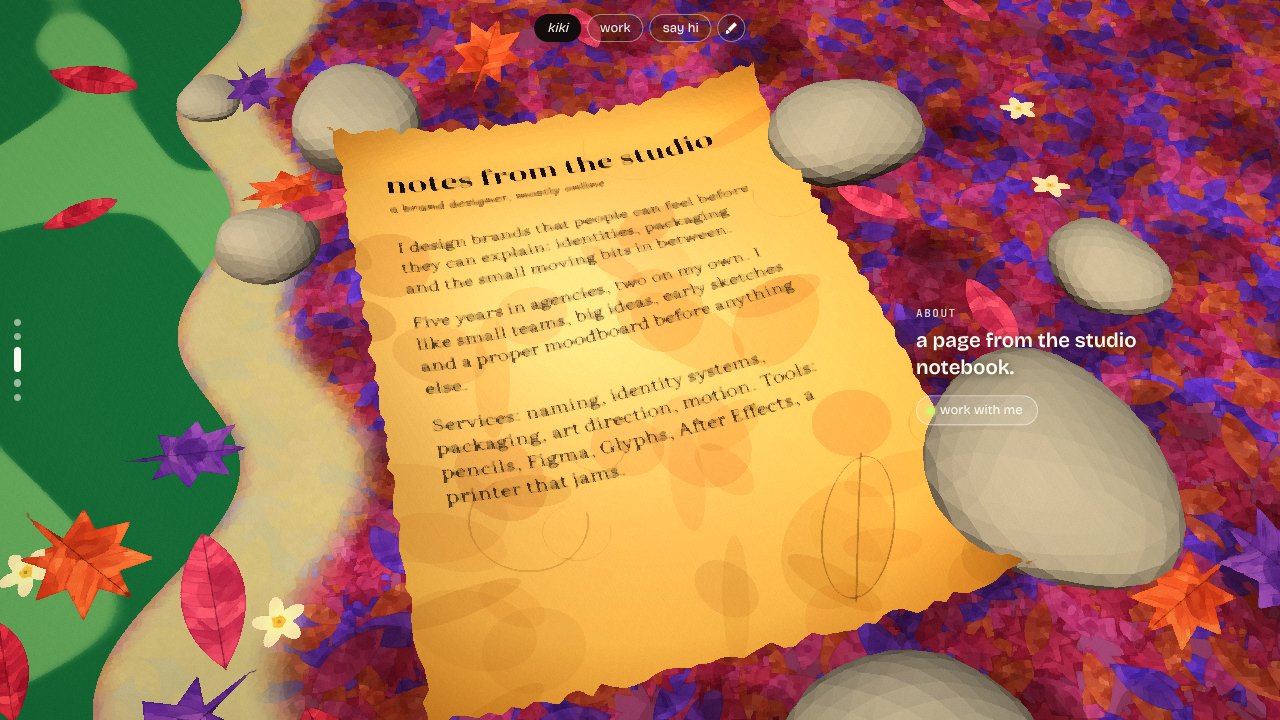 kiki
work
say hi
notes from the studio
a brand designer, mostly online
I design brands that people can feel before
they can explain: identities, packaging
and the small moving bits in between.
Five years in agencies, two on my own. I
like small teams, big ideas, early sketches
and a proper moodboard before anything
else.
Services: naming, identity systems,
packaging, art direction, motion. Tools:
pencils, Figma, Glyphs, After Effects, a
printer that jams.
ABOUT
a page from the studio
notebook.
work with me